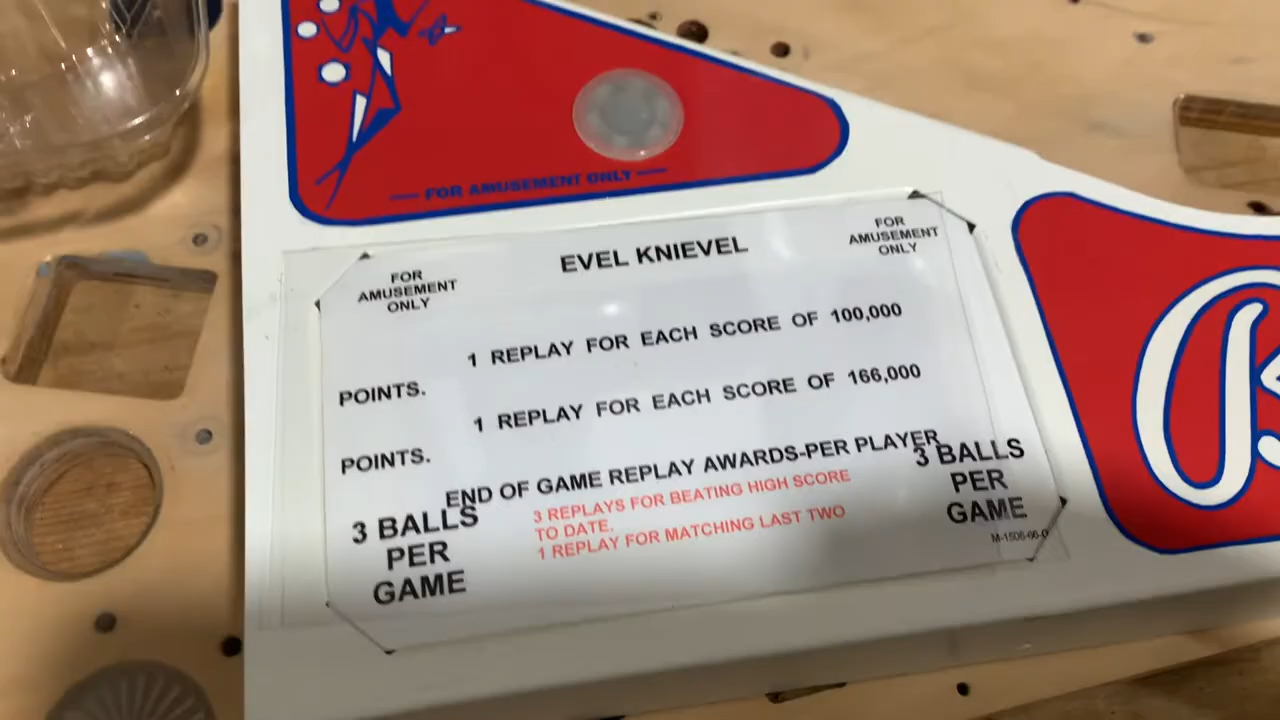 FOR AMUSEMENT ONLY
EVEL KNIEVEL
FOR
AMUSEMENT
ONLY
FOR
AMUSEMENT
ONLY
1 REPLAY FOR EACH SCORE OF 100,000
POINTS.
1 REPLAY FOR EACH SCORE OF 166,000
POINTS.
END OF GAME REPLAY AWARDS-PER PLAYER
3 REPLAYS FOR BEATING HIGH SCORE
TO DATE.
1 REPLAY FOR MATCHING LAST TWO
3 BALLS
PER
GAME
3 BALLS
PER
GAME